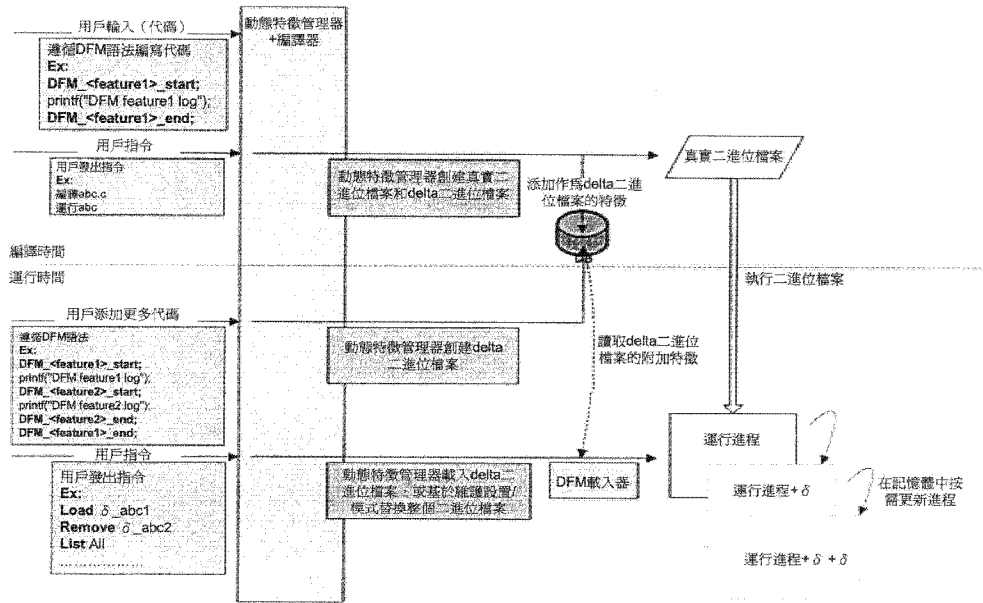 用戶輸入（代碼）
動態特徵管理器
+編譯器
遵循DFM語法編寫代碼
Ex:
DFM_<feature1>_start;
printf("DFM feature1 log");
DFM_<feature1>_end;
用戶指令
用戶發出指令
Ex:
編譯abc.c
運行abc
動態特徵管理器創建真實二
進位檔案和delta二進位檔案
添加作為delta二進
位檔案的特徵
真實二進位檔案
編譯時間
運行時間
執行二進位檔案
用戶添加更多代碼
遵循DFM語法
Ex:
DFM_<feature1>_start;
printf("DFM feature1 log");
DFM_<feature2>_start;
printf("DFM feature2 log");
DFM_<feature2>_end;
DFM_<feature1>_end;
動態特徵管理器創建delta
二進位檔案
讀取delta二進位
檔案的附加特徵
用戶指令
用戶發出指令
Ex:
Load δ_abc1
Remove δ_abc2
List All
....................
動態特徵管理器載入delta二
進位檔案，或基於維護設置/
模式替換整個二進位檔案
DFM載入器
運行進程
運行進程+δ
在記憶體中按
需更新進程
運行進程+δ+δ